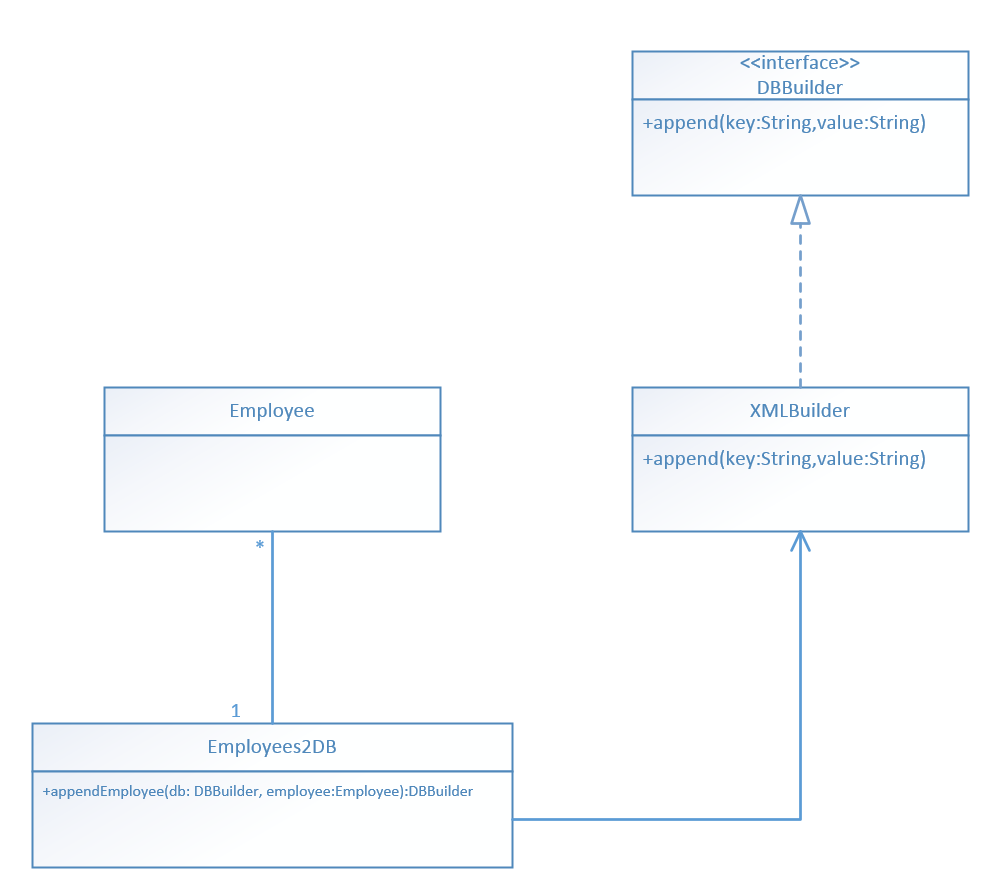 <<interface>>
DBBuilder
+append(key:String,value:String)
Employee
XMLBuilder
+append(key:String,value:String)
*
1
Employees2DB
+appendEmployee(db: DBBuilder, employee:Employee):DBBuilder